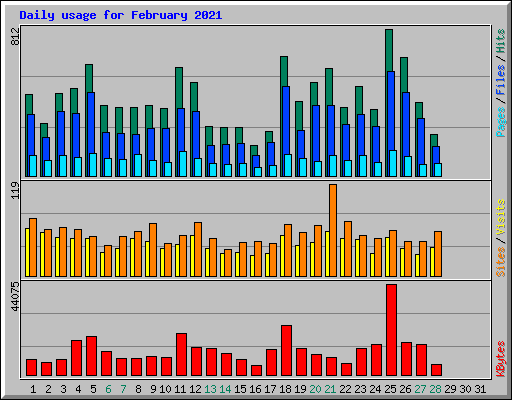 Daily usage for February 2021
812
Pages / Files / Hits
119
Sites / Visits
44075
KBytes
1 2 3 4 5 6 7 8 9 10 11 12 13 14 15 16 17 18 19 20 21 22 23 24 25 26 27 28 29 30 31